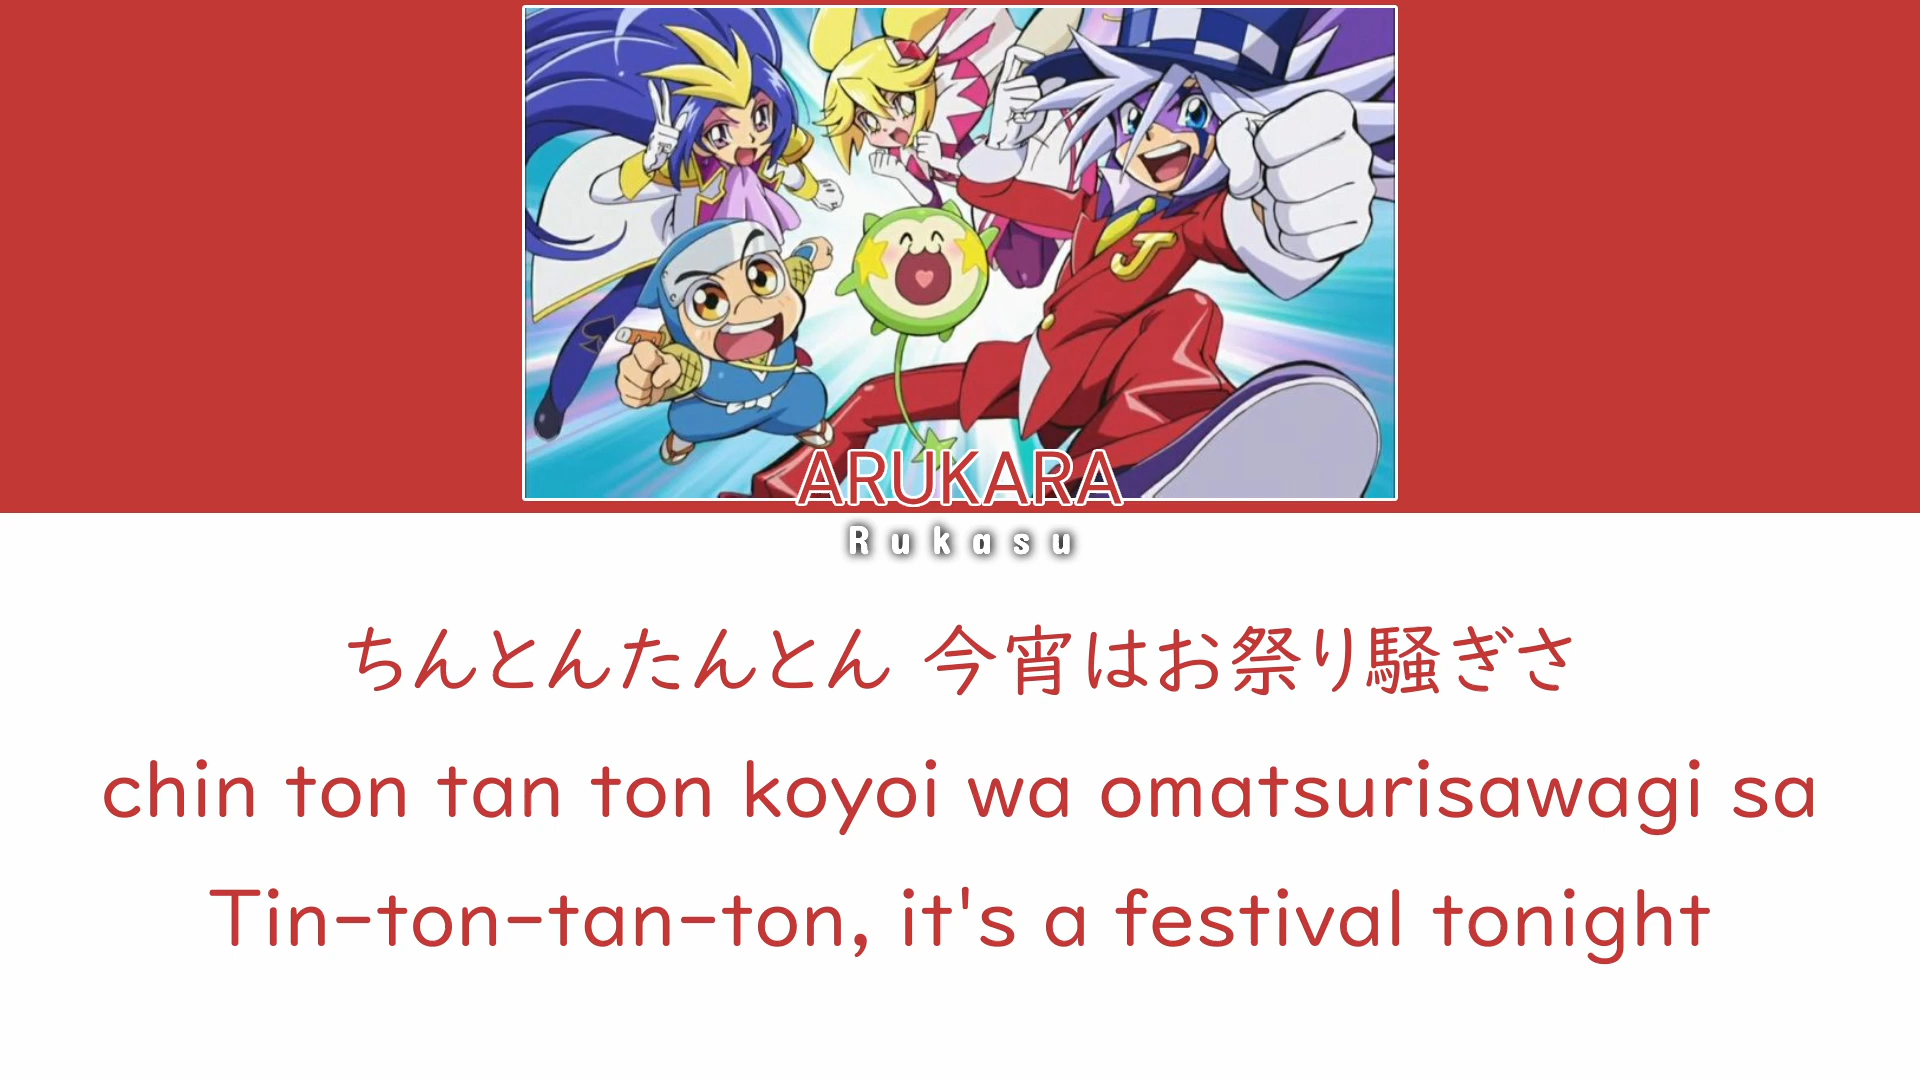 J
ARUKARA
Rukasu
ちんとんたんとん 今宵はお祭り騒ぎさ
chin ton tan ton koyoi wa omatsurisawagi sa
Tin-ton-tan-ton, it's a festival tonight